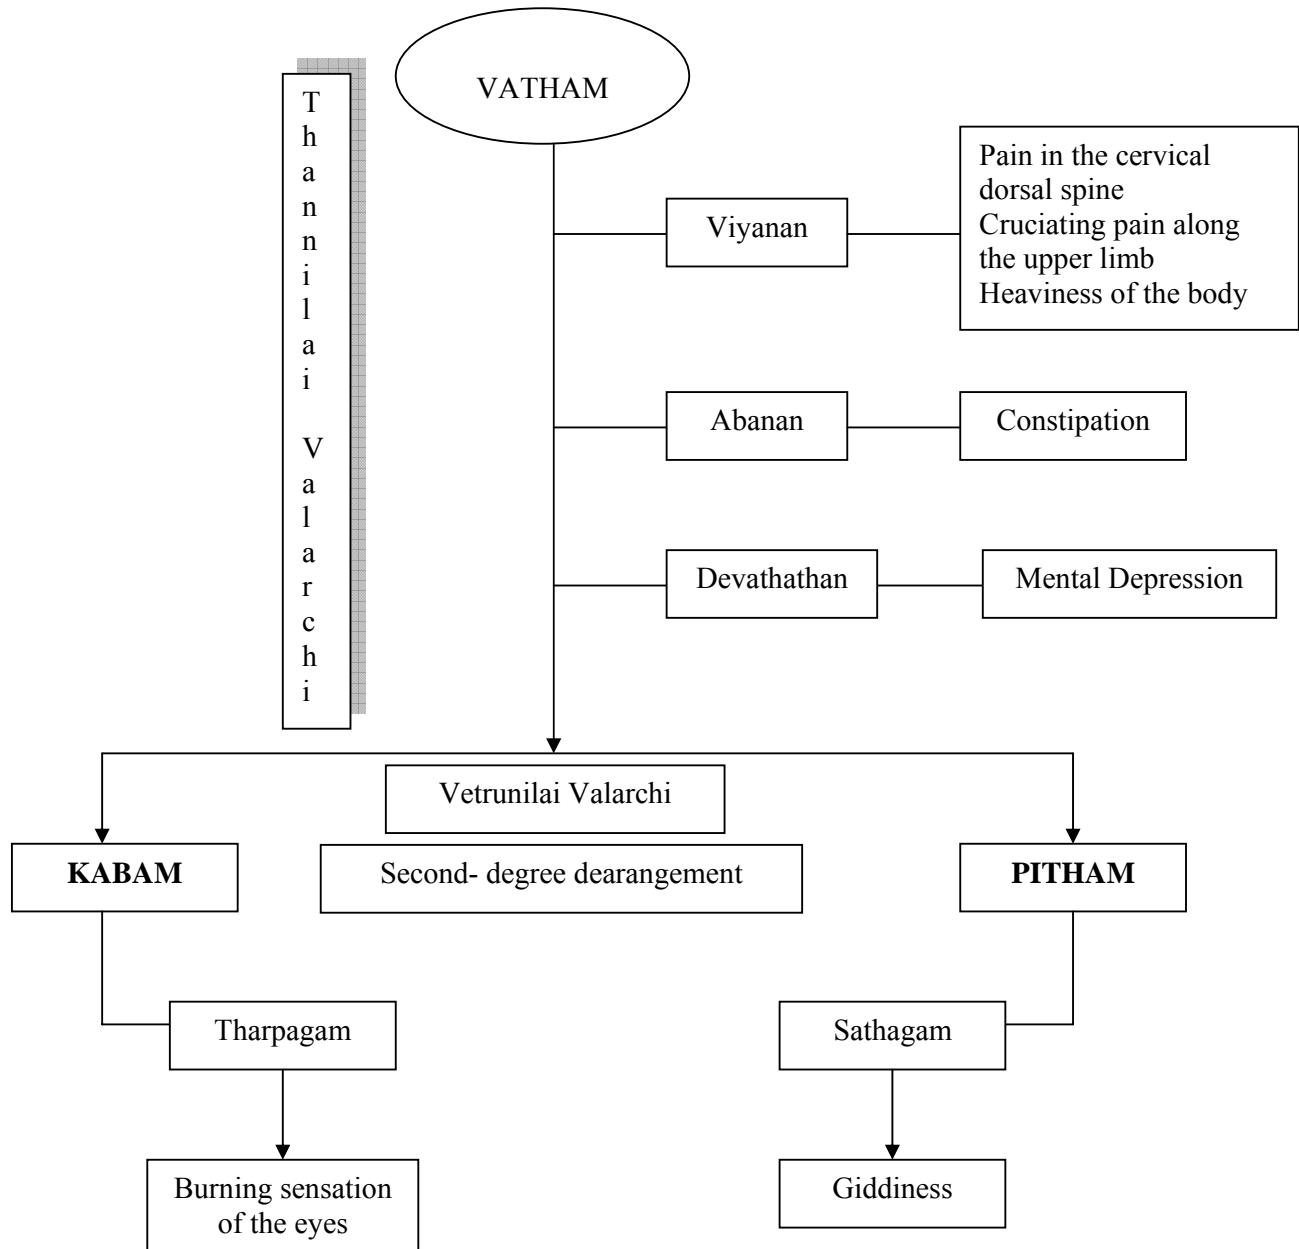 VATHAM
T
h
a
n
n
i
l
a
i
V
a
l
a
r
c
h
i
Viyanan
Pain in the cervical
dorsal spine
Cruciating pain along
the upper limb
Heaviness of the body
Abanan
Constipation
Devathathan
Mental Depression
Vetrunilai Valarchi
KABAM
Second- degree dearangement
PITHAM
Tharpagam
Sathagam
Burning sensation
of the eyes
Giddiness